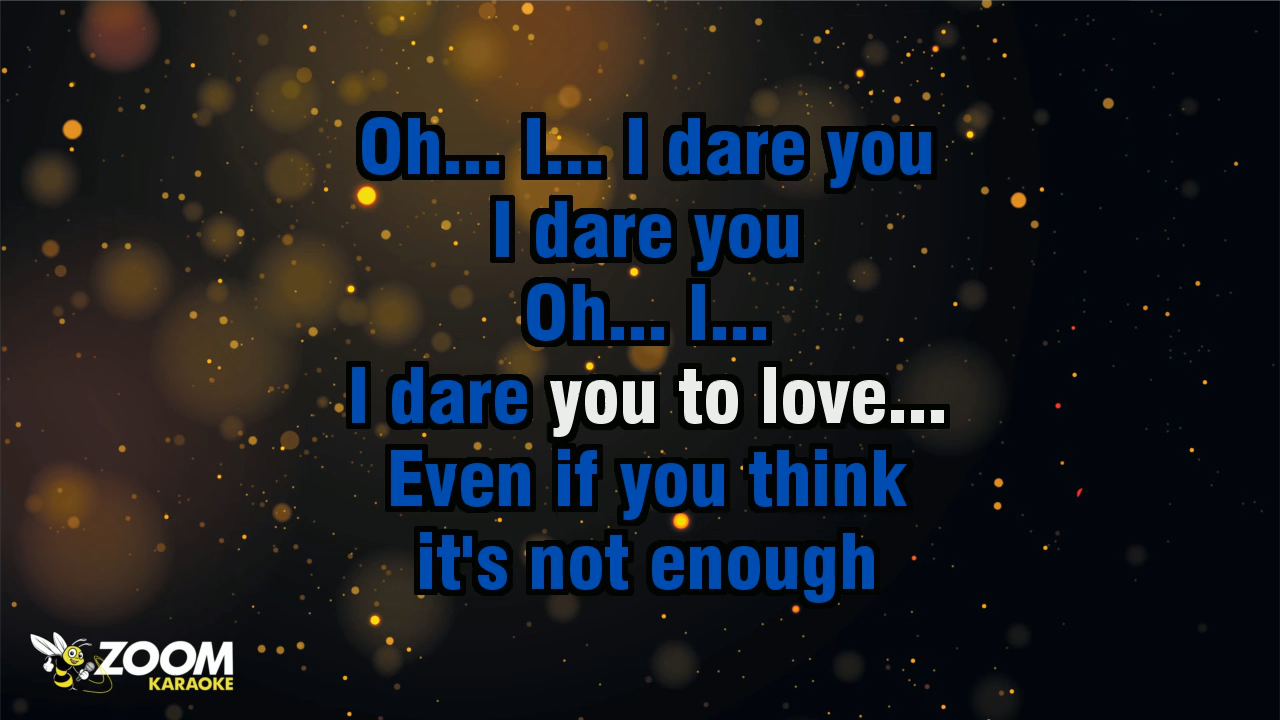 Oh... I... I dare you
I dare you
Oh... I...
I dare you to love...
Even if you think
it's not enough
ZOOM
KARAOKE